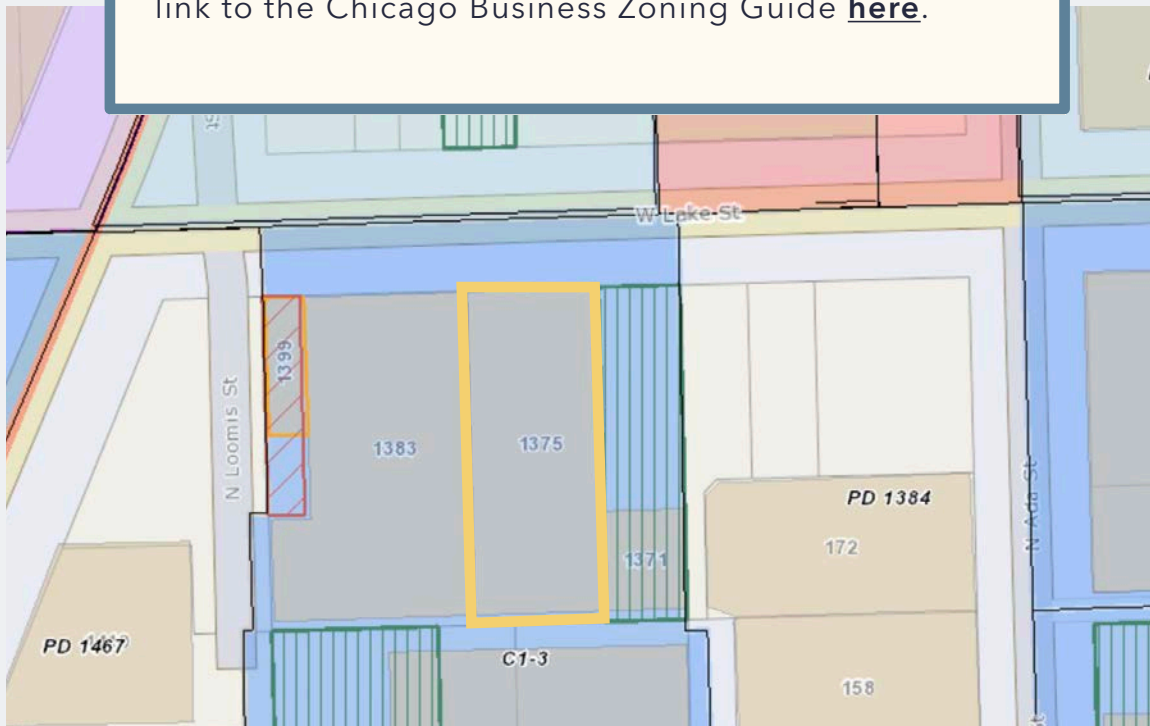 link to the Chicago Business Zoning Guide here.
St
W Lake St
1399
N Loomis St
1383
1375
PD 1384
N Ada St
172
1371
PD 1467
C1-3
158